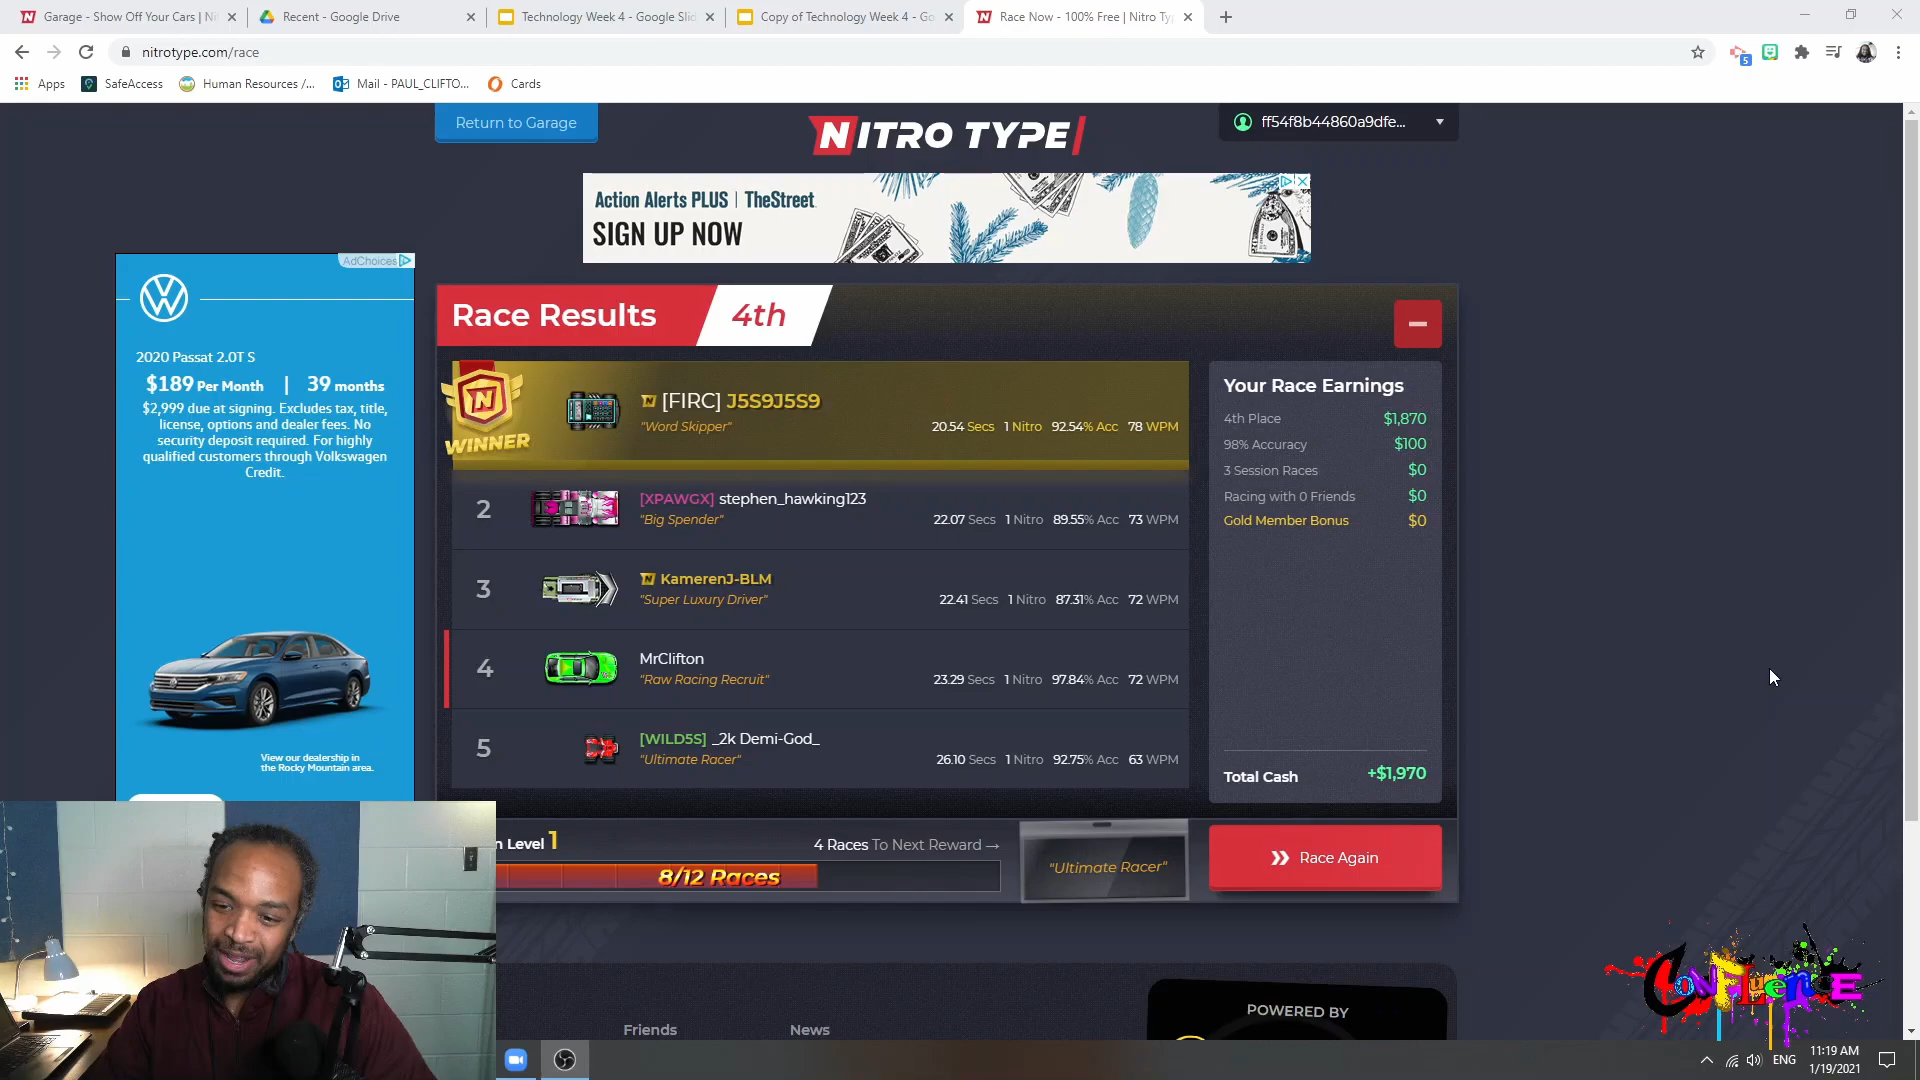 Garage - Show Off Your Cars | Ni
Recent - Google Drive
Technology Week 4 - Google Slid
Copy of Technology Week 4 - Go
Race Now - 100% Free | Nitro Ty
nitrotype.com/race
5
Apps
SafeAccess
Human Resources /...
Mail - PAUL_CLIFTO...
Cards
Return to Garage
NITRO TYPE
ff54f8b44860a9dfe...
Action Alerts PLUS | TheStreet
SIGN UP NOW
AdChoices
2020 Passat 2.0T S
$189 Per Month | 39 months
$2,999 due at signing. Excludes tax, title,
license, options and dealer fees. No
security deposit required. For highly
qualified customers through Volkswagen
Credit.
View our dealership in
the Rocky Mountain area.
Race Results 4th
WINNER
[FIRC] J5S9J5S9
"Word Skipper"
20.54 Secs 1 Nitro 92.54% Acc 78 WPM
2
[XPAWGX] stephen_hawking123
"Big Spender"
22.07 Secs 1 Nitro 89.55% Acc 73 WPM
3
KamerenJ-BLM
"Super Luxury Driver"
22.41 Secs 1 Nitro 87.31% Acc 72 WPM
4
MrClifton
"Raw Racing Recruit"
23.29 Secs 1 Nitro 97.84% Acc 72 WPM
5
[WILD5S] _2k Demi-God_
"Ultimate Racer"
26.10 Secs 1 Nitro 92.75% Acc 63 WPM
Your Race Earnings
4th Place $1,870
98% Accuracy $100
3 Session Races $0
Racing with 0 Friends $0
Gold Member Bonus $0
Total Cash +$1,970
n Level 1
4 Races To Next Reward →
8/12 Races
"Ultimate Racer"
Race Again
Friends
News
POWERED BY
CONFLUENCE
ENG
11:19 AM
1/19/2021